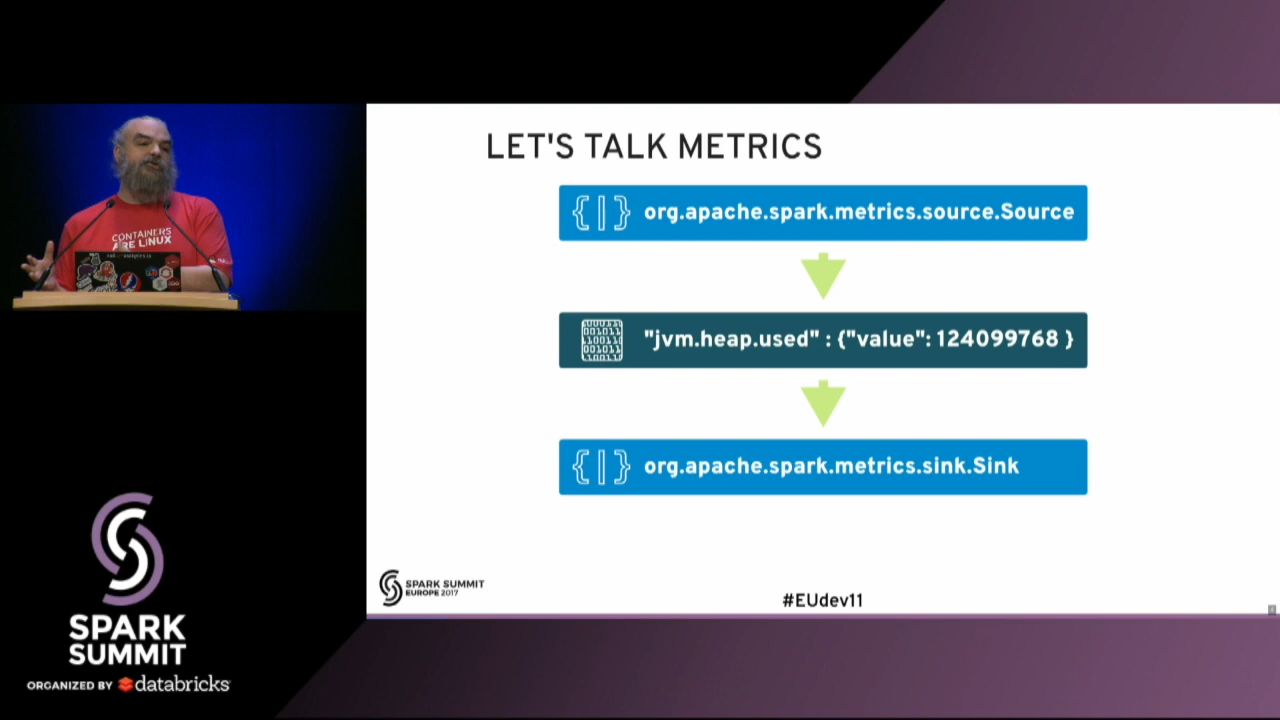 LET'S TALK METRICS
{|} org.apache.spark.metrics.source.Source
"jvm.heap.used" : {"value": 124099768 }
{|} org.apache.spark.metrics.sink.Sink
SPARK SUMMIT
EUROPE 2017
#EUdev11
CONTAINERS
ARE LINUX
SPARK
SUMMIT
ORGANIZED BY databricks